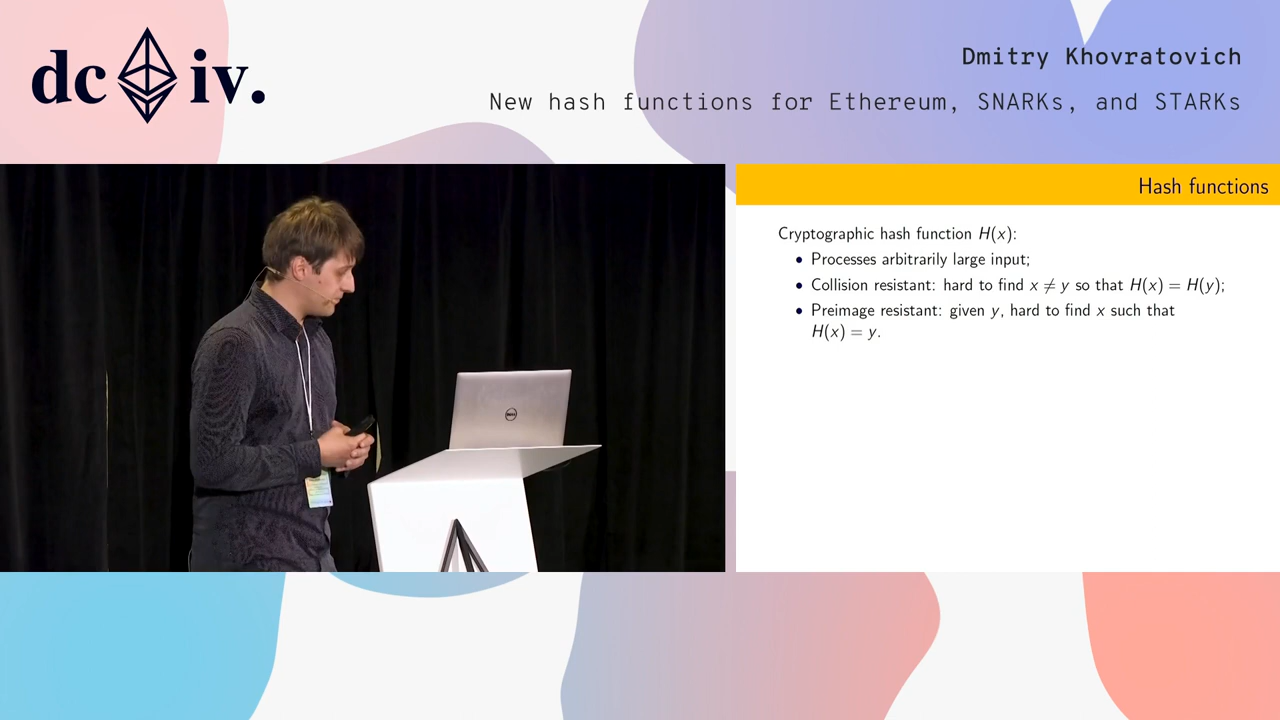 dc iv.
Dmitry Khovratovich
New hash functions for Ethereum, SNARKs, and STARKs
Hash functions
Cryptographic hash function H(x):
• Processes arbitrarily large input;
• Collision resistant: hard to find x ≠ y so that H(x) = H(y);
• Preimage resistant: given y, hard to find x such that
H(x) = y.
DELL